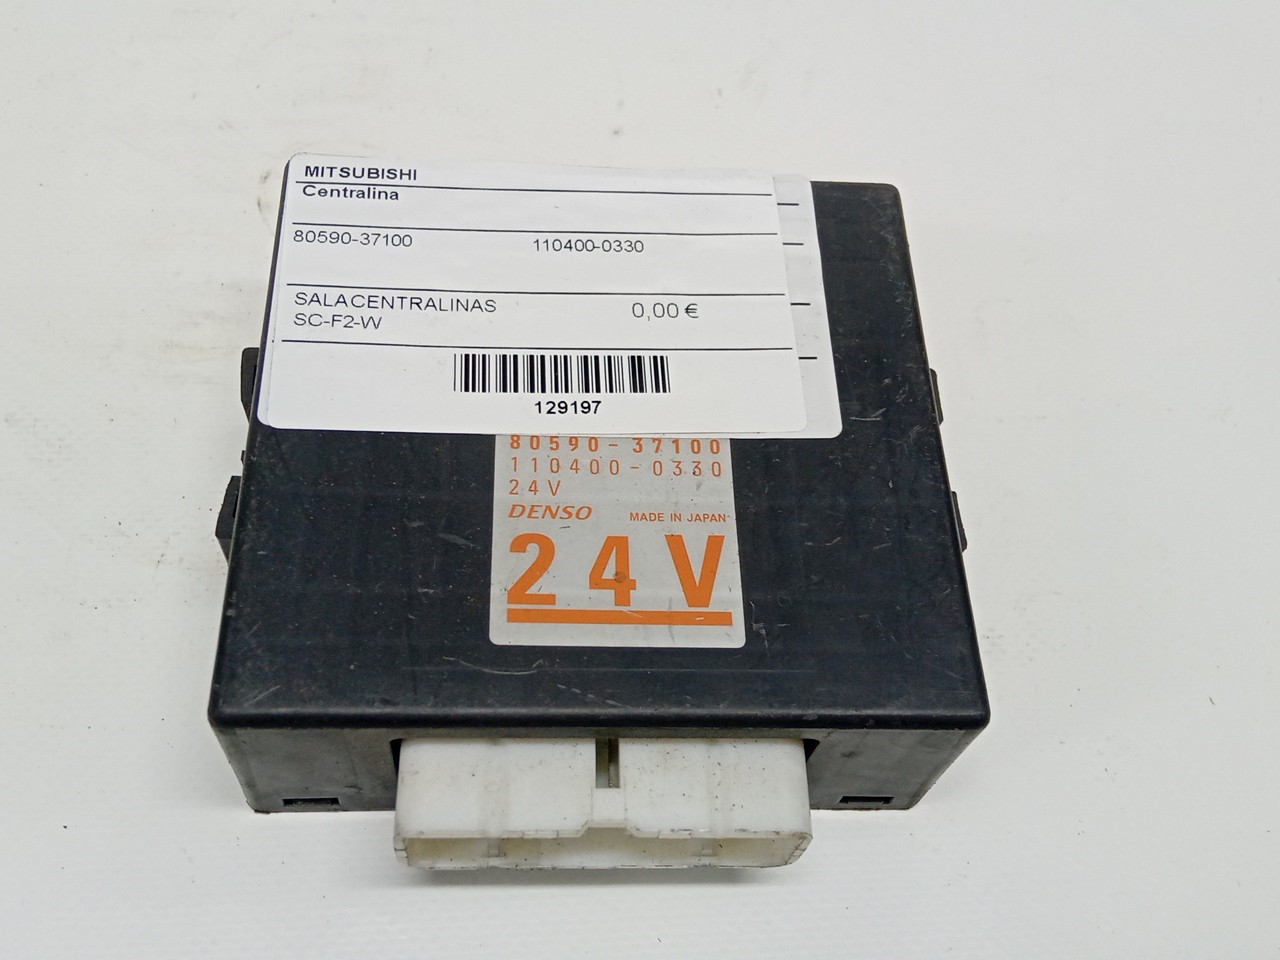 MITSUBISHI
Centralina
80590-37100 110400-0330
SALACENTRALINAS 0,00 €
SC-F2-W
129197
80590-37100
110400-0330
24V
DENSO MADE IN JAPAN
24V